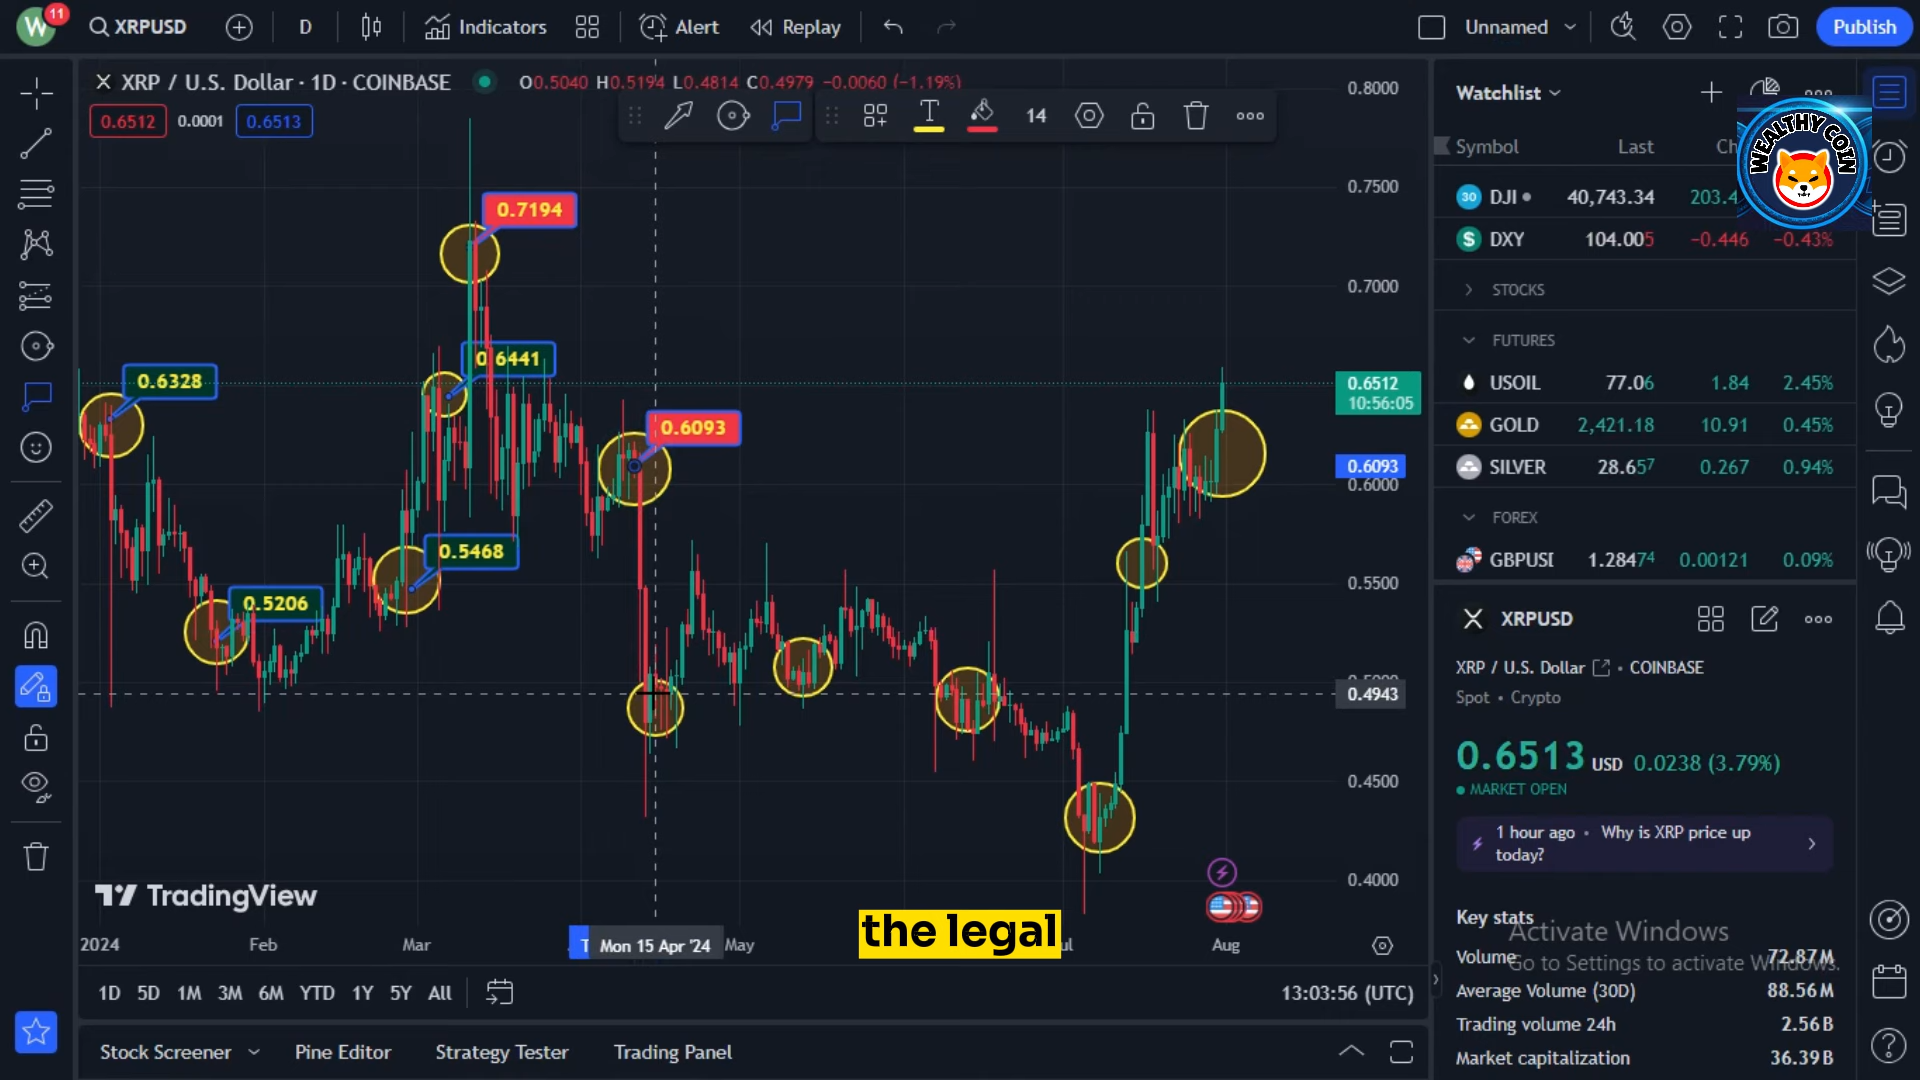 W 11 XRPUSD D Indicators Alert Replay Unnamed Publish
XRP / U.S. Dollar · 1D · COINBASE O0.5040 H0.5194 L0.4814 C0.4979 −0.0060 (−1.19%)
0.6512 0.0001 0.6513
T 14
0.8000
0.7500
0.7000
0.6512
10:56:05
0.6093
0.6000
0.5500
0.4943
0.4500
0.4000
0.7194
0.6441
0.6328
0.6093
0.5468
0.5206
TradingView
the legal
2024 Feb Mar Mon 15 Apr '24 May Aug
1D 5D 1M 3M 6M YTD 1Y 5Y All 13:03:56 (UTC)
Stock Screener Pine Editor Strategy Tester Trading Panel
Watchlist
WEALTHY COIN
Symbol Last
30 DJI 40,743.34
$ DXY 104.005 −0.446 −0.43%
STOCKS
FUTURES
USOIL 77.06 1.84 2.45%
GOLD 2,421.18 10.91 0.45%
SILVER 28.657 0.267 0.94%
FOREX
GBPUSI 1.28474 0.00121 0.09%
XRPUSD
XRP / U.S. Dollar • COINBASE
Spot • Crypto
0.6513 USD 0.0238 (3.79%)
MARKET OPEN
1 hour ago • Why is XRP price up
today?
Key stats
Activate Windows
Go to Settings to activate Windows.
Volume 72.87M
Average Volume (30D) 88.56M
Trading volume 24h 2.56B
Market capitalization 36.39B